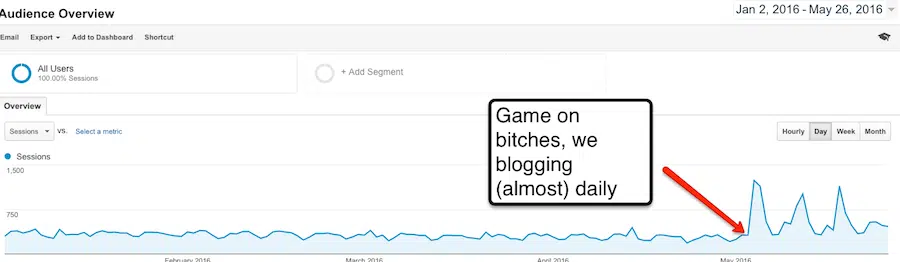 Audience Overview
Jan 2, 2016 - May 26, 2016
Email Export Add to Dashboard Shortcut
All Users
100.00% Sessions
+ Add Segment
Overview
Sessions vs. Select a metric
Hourly Day Week Month
Sessions
1,500
750
Game on
bitches, we
blogging
(almost) daily
February 2016 March 2016 April 2016 May 2016